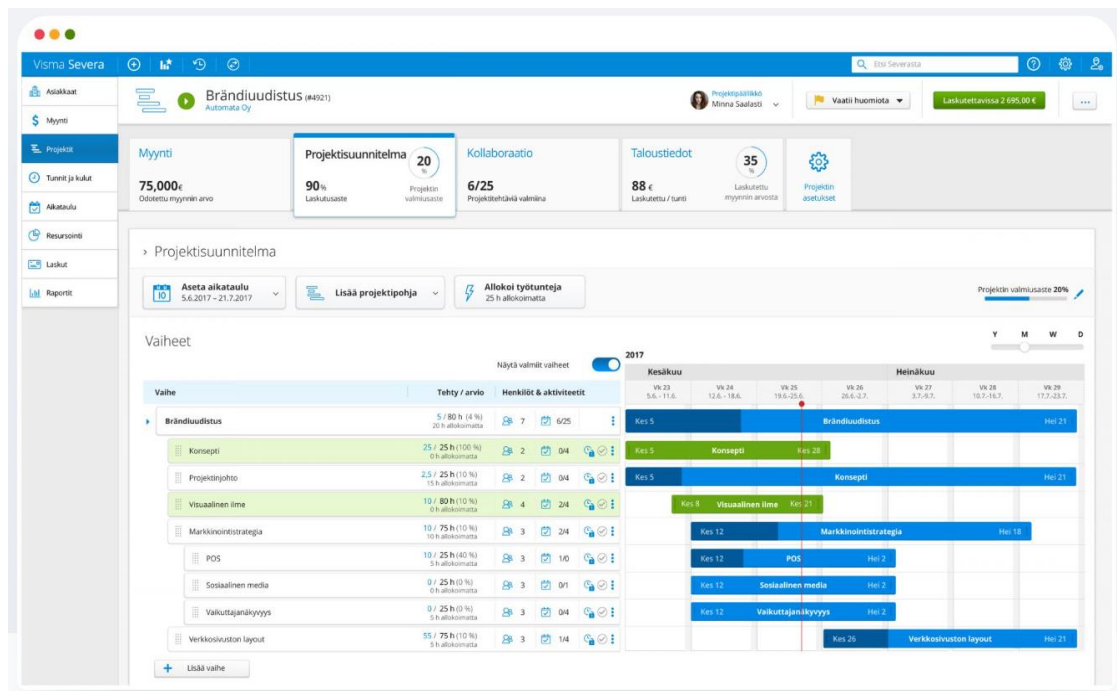 Visma Severa
Etsi Severasta
Asiakkaat
Myynti
Projektit
Tunnit ja kulut
Aikataulu
Resursointi
Laskut
Raportit
Brändiuudistus (#4921)
Automata Oy
Projektipäällikkö
Minna Saalasti
Vaatii huomiota
Laskutettavissa 2 695,00 €
...
Myynti
75,000€
Odotettu myynnin arvo
Projektisuunnitelma
20
%
90%
Laskutusaste
Projektin
valmiusaste
Kollaboraatio
6/25
Projektitehtäviä valmiina
Taloustiedot
35
%
88 €
Laskutettu / tunti
Laskutettu
myynnin arvosta
Projektin
asetukset
Projektisuunnitelma
10
Aseta aikataulu
5.6.2017 – 21.7.2017
Lisää projektipohja
Allokoi työtunteja
25 h allokoimatta
Projektin valmiusaste 20%
Vaiheet
Y M W D
Näytä valmiit vaiheet
2017
Kesäkuu Heinäkuu
Vaihe Tehty / arvio Henkilöt & aktiviteetit
Vk 23 Vk 24 Vk 25 Vk 26 Vk 27 Vk 28 Vk 29
5.6. - 11.6. 12.6. - 18.6. 19.6.-25.6. 26.6.-2.7. 3.7.-9.7. 10.7.-16.7. 17.7.-23.7.
Brändiuudistus 5 / 80 h (4 %) 7 6/25 Kes 5 Brändiuudistus Hei 21
20 h allokoimatta
Konsepti 25 / 25 h (100 %) 2 0/4 Kes 5 Konsepti Kes 28
0 h allokoimatta
Projektinjohto 2,5 / 25 h (10 %) 2 0/4 Kes 5 Konsepti Hei 21
15 h allokoimatta
Visuaalinen ilme 10 / 80 h (10 %) 4 2/4 Kes 8 Visuaalinen ilme Kes 21
0 h allokoimatta
Markkinointistrategia 10 / 75 h (10 %) 3 2/4 Kes 12 Markkinointistrategia Hei 18
10 h allokoimatta
POS 10 / 25 h (40 %) 3 1/0 Kes 12 POS Hei 2
5 h allokoimatta
Sosiaalinen media 0 / 25 h (0 %) 3 0/1 Kes 12 Sosiaalinen media Hei 2
0 h allokoimatta
Vaikuttajanäkyvyys 0 / 25 h (0 %) 3 0/4 Kes 12 Vaikuttajanäkyvyys Hei 2
5 h allokoimatta
Verkkosivuston layout 55 / 75 h (10 %) 3 1/4 Kes 26 Verkkosivuston layout Hei 21
5 h allokoimatta
Lisää vaihe